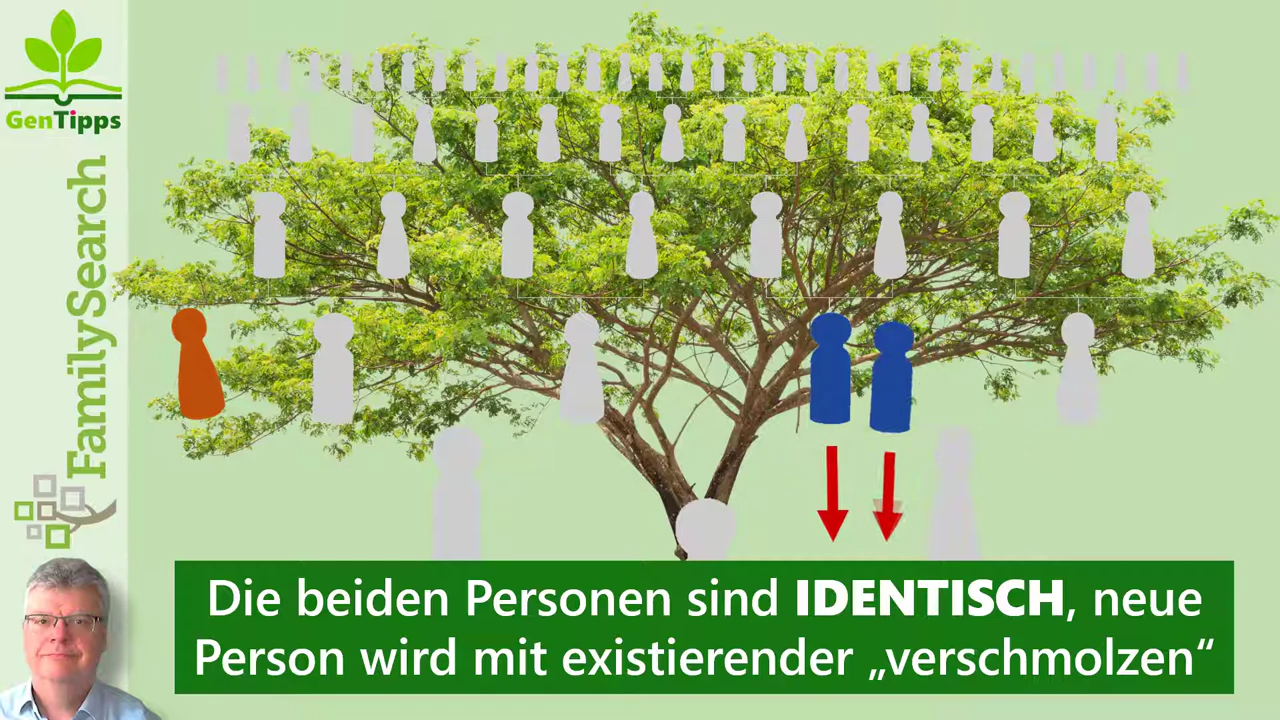 GenTipps
FamilySearch
Die beiden Personen sind IDENTISCH, neue
Person wird mit existierender „verschmolzen“